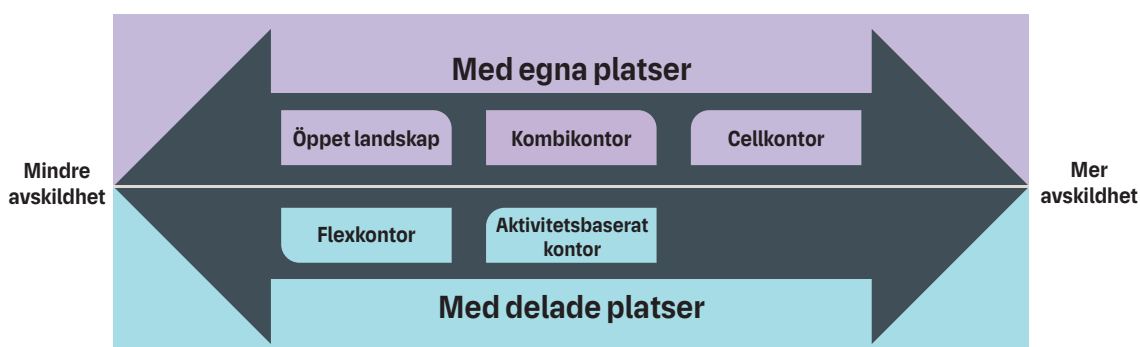 Med egna platser
Öppet landskap
Kombikontor
Cellkontor
Mindre
avskildhet
Mer
avskildhet
Flexkontor
Aktivitetsbaserat
kontor
Med delade platser